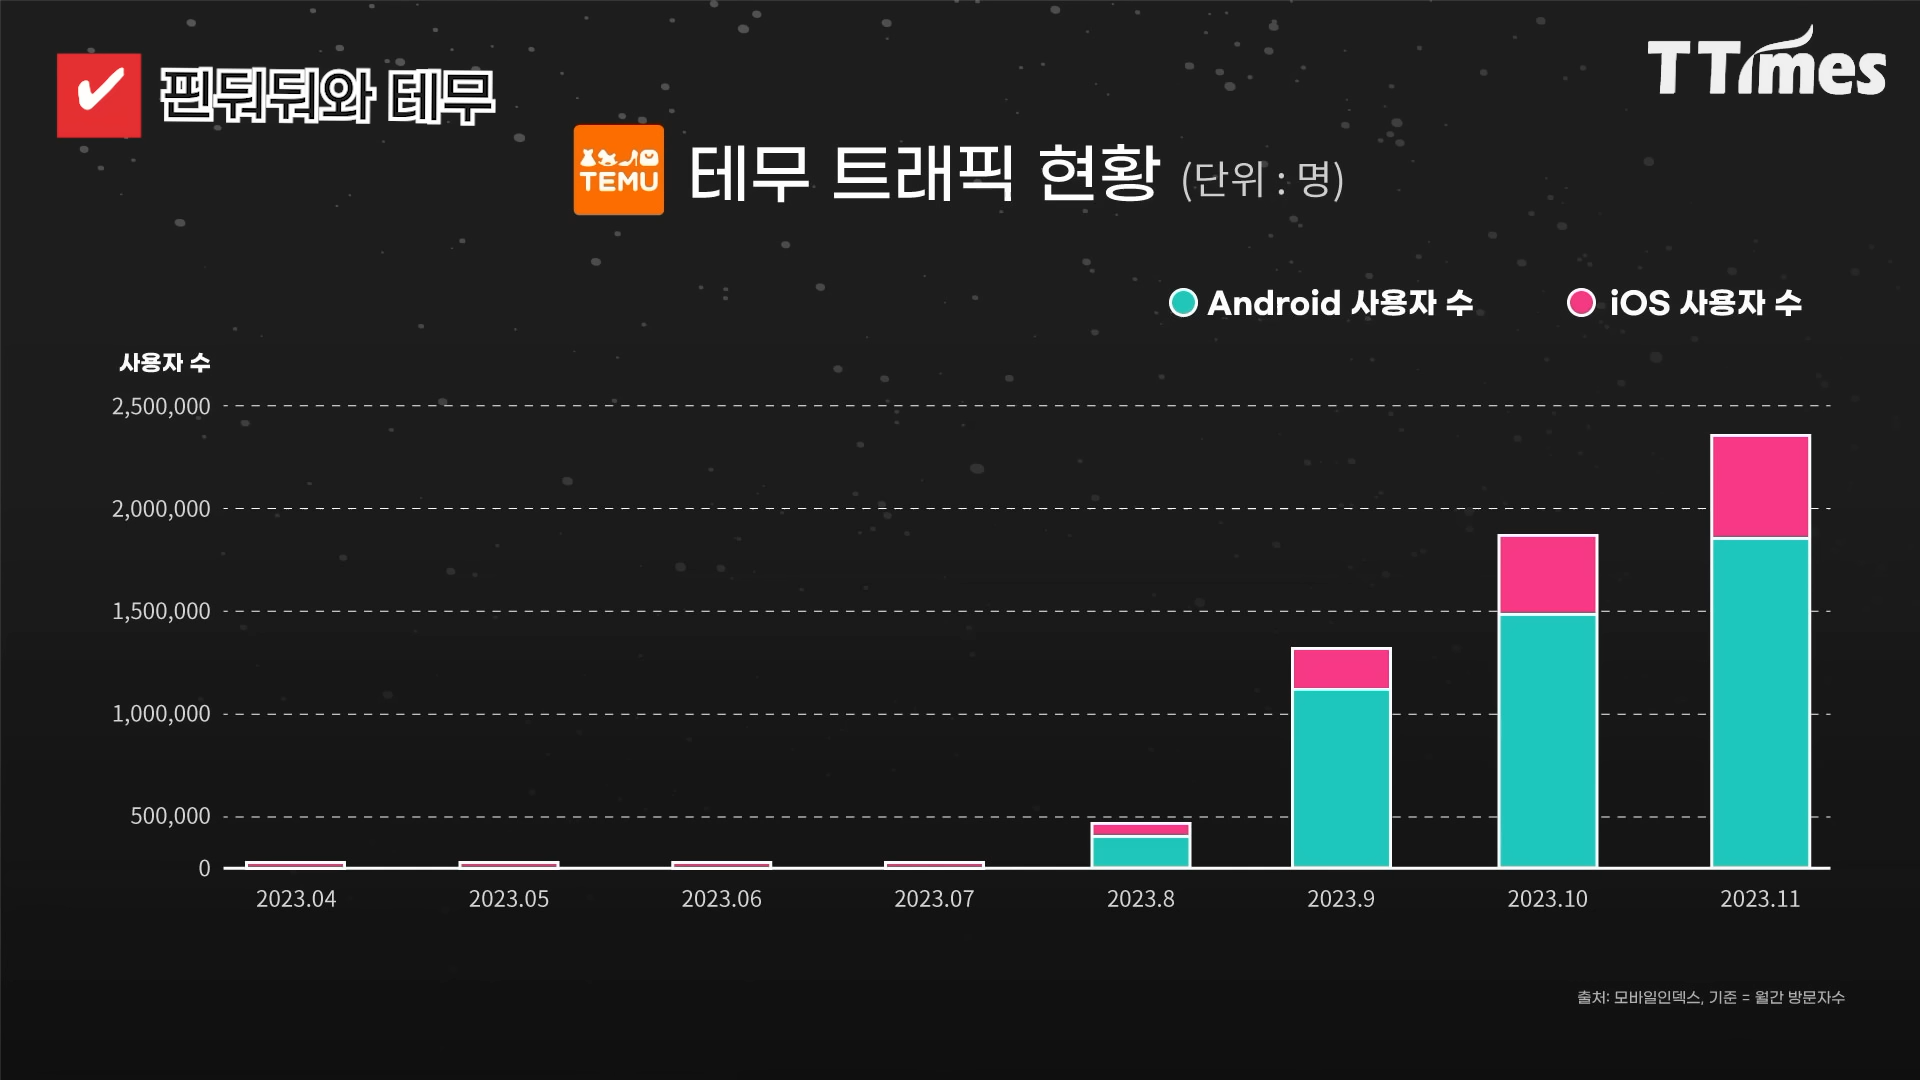 핀둬둬와 테무
TTimes
TEMU
테무 트래픽 현황 (단위 : 명)
Android 사용자 수
iOS 사용자 수
사용자 수
2,500,000
2,000,000
1,500,000
1,000,000
500,000
0
2023.04 2023.05 2023.06 2023.07 2023.8 2023.9 2023.10 2023.11
출처: 모바일인덱스, 기준 = 월간 방문자수